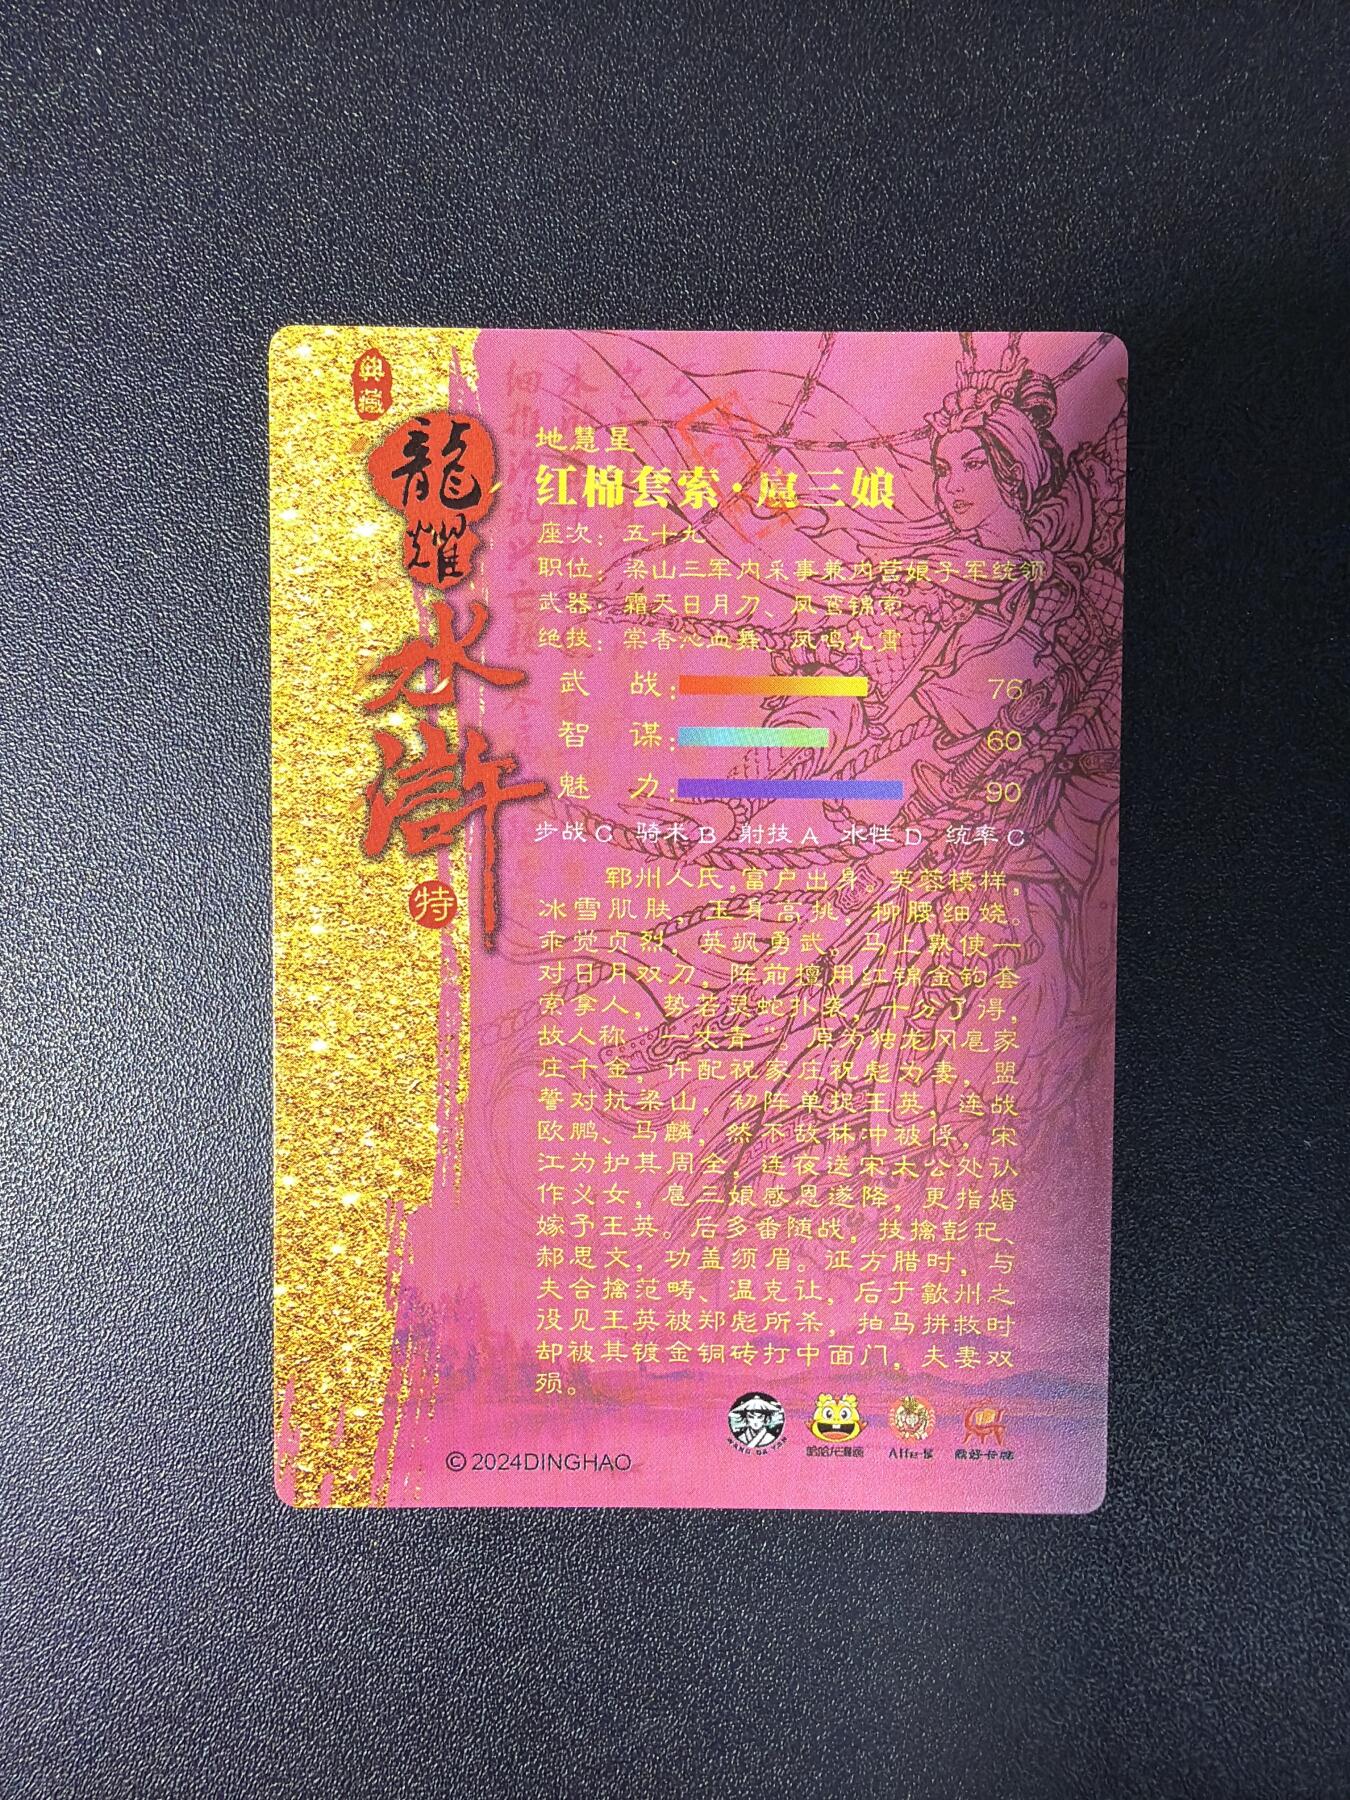 典藏
龍耀
水滸
特
地慧星
红棉套索·扈三娘
座次：五十九
职位：梁山三军内采事兼内营娘子军统领
武器：霜天日月刀、凤鸾锦索
绝技：棠香沁血舞、凤鸣九霄
武 战：76
智 谋：60
魅 力：90
步战C 骑术B 射技A 水性D 统率C
郓州人氏，富户出身。芙蓉模样，
冰雪肌肤，玉身高挑，柳腰细娆。
乖觉贞烈，英飒勇武，马上熟使一
对日月双刀，阵前擅用红锦金钩套
索拿人，势若灵蛇扑袭，十分了得，
故人称“一丈青”。原为独龙冈扈家
庄千金，许配祝家庄祝彪为妻，盟
誓对抗梁山，初阵单捉王英，连战
欧鹏、马麟，然不敌林冲被俘，宋
江为护其周全，连夜送宋太公处认
作义女，扈三娘感恩遂降，更指婚
嫁予王英。后多番随战，技擒彭玘、
郝思文，功盖须眉。征方腊时，与
夫合擒范畴、温克让，后于歙州之
役见王英被郑彪所杀，拍马拼救时
却被其镀金铜砖打中面门，夫妻双
殒。
©2024DINGHAO